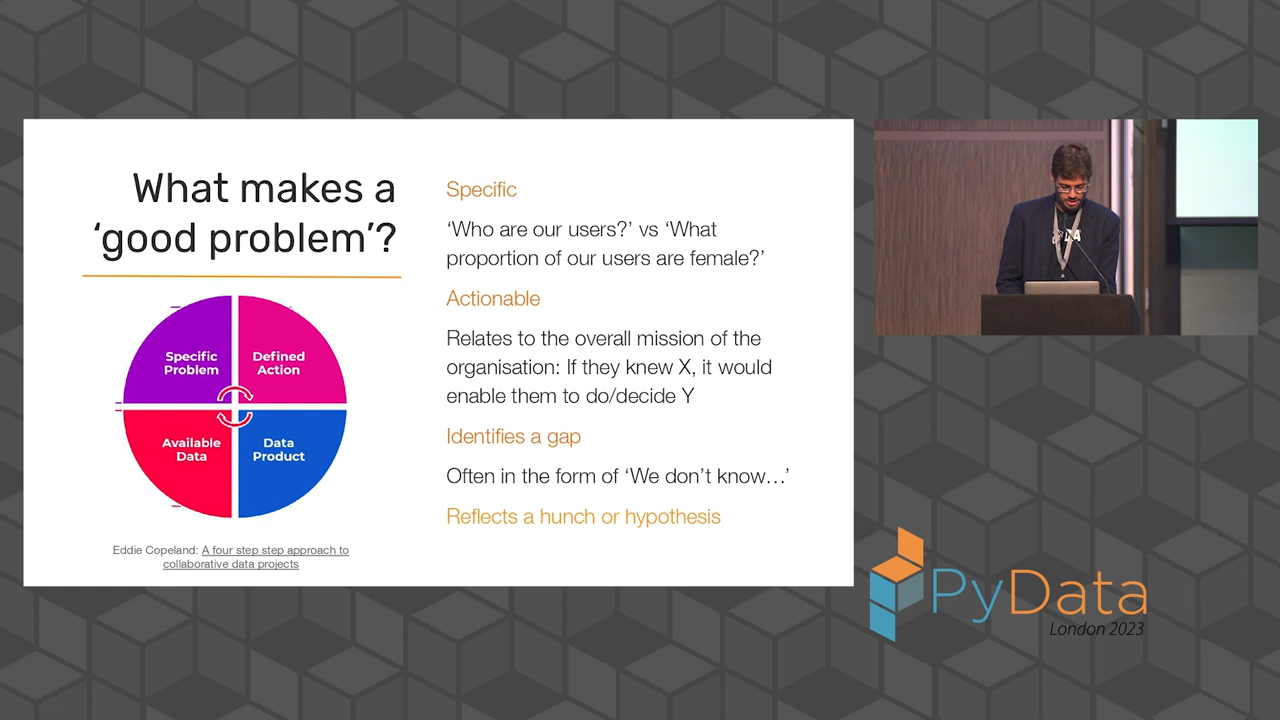 What makes a
‘good problem’?
Specific
Problem
Defined
Action
Available
Data
Data
Product
Eddie Copeland: A four step step approach to
collaborative data projects
Specific
‘Who are our users?’ vs ‘What
proportion of our users are female?’
Actionable
Relates to the overall mission of the
organisation: If they knew X, it would
enable them to do/decide Y
Identifies a gap
Often in the form of ‘We don’t know…’
Reflects a hunch or hypothesis
PyData
London 2023